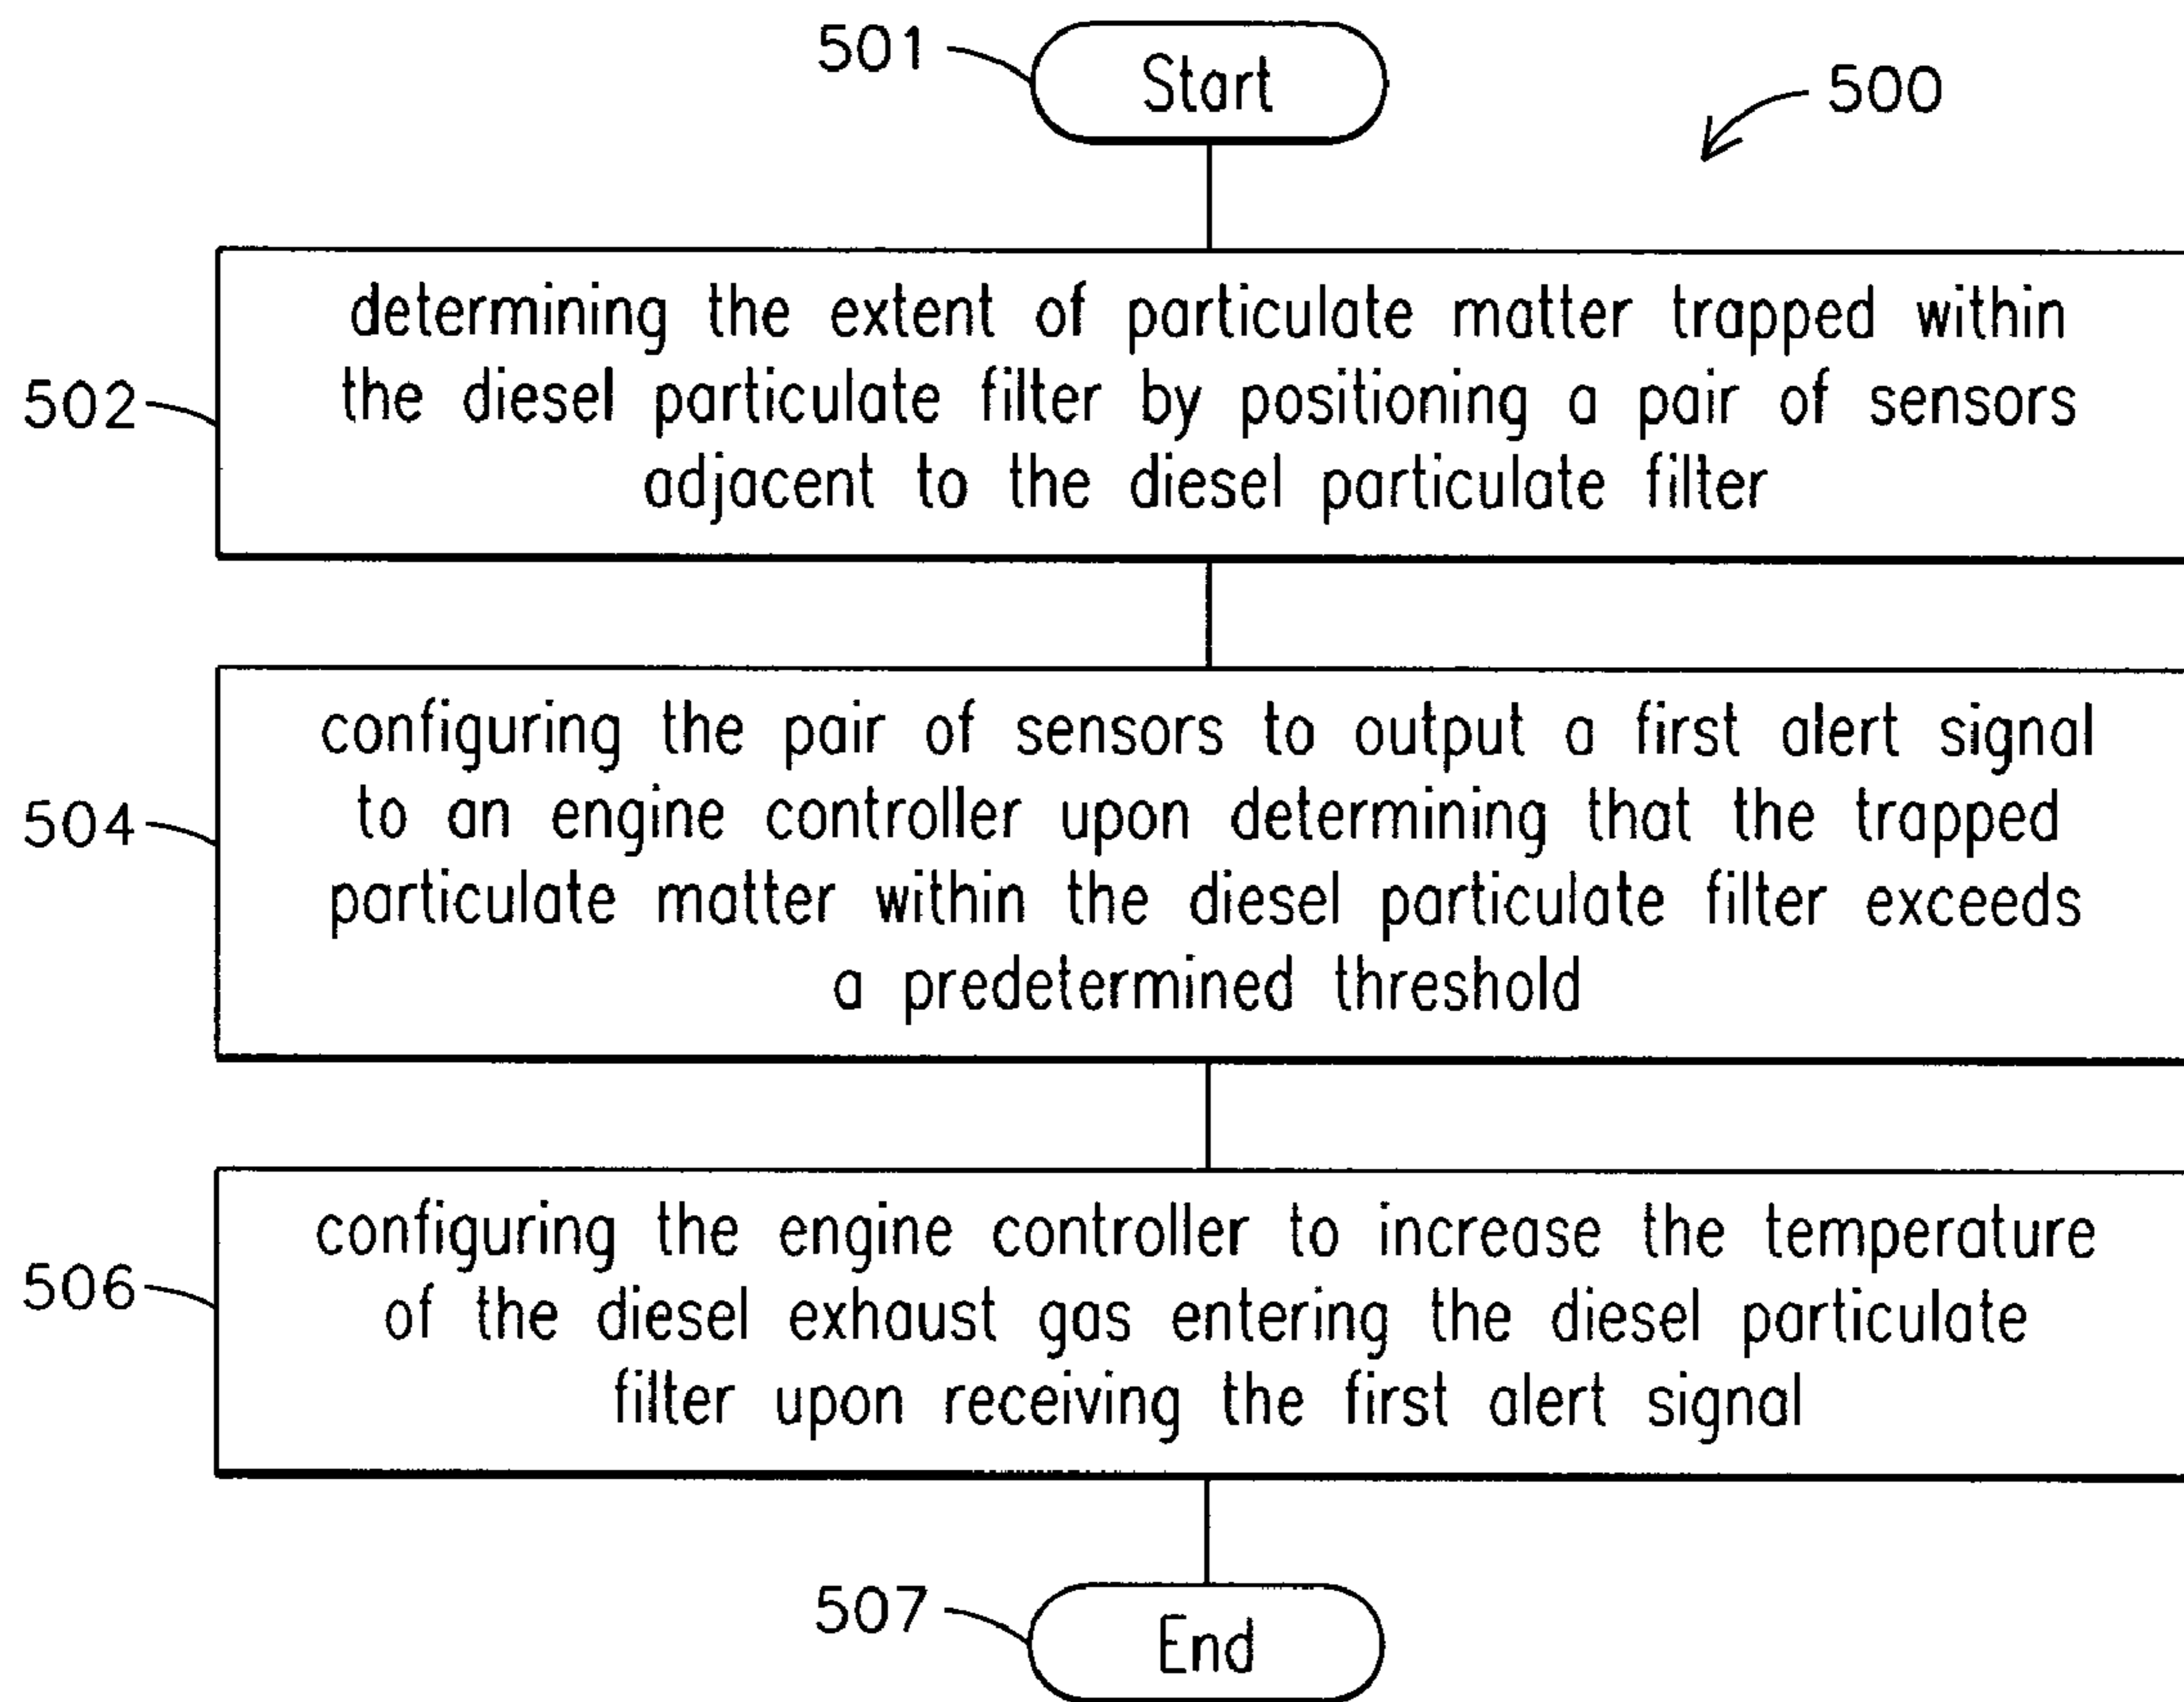 501
Start
500
determining the extent of particulate matter trapped within
the diesel particulate filter by positioning a pair of sensors
adjacent to the diesel particulate filter
502
configuring the pair of sensors to output a first alert signal
to an engine controller upon determining that the trapped
particulate matter within the diesel particulate filter exceeds
a predetermined threshold
504
configuring the engine controller to increase the temperature
of the diesel exhaust gas entering the diesel particulate
filter upon receiving the first alert signal
506
507
End